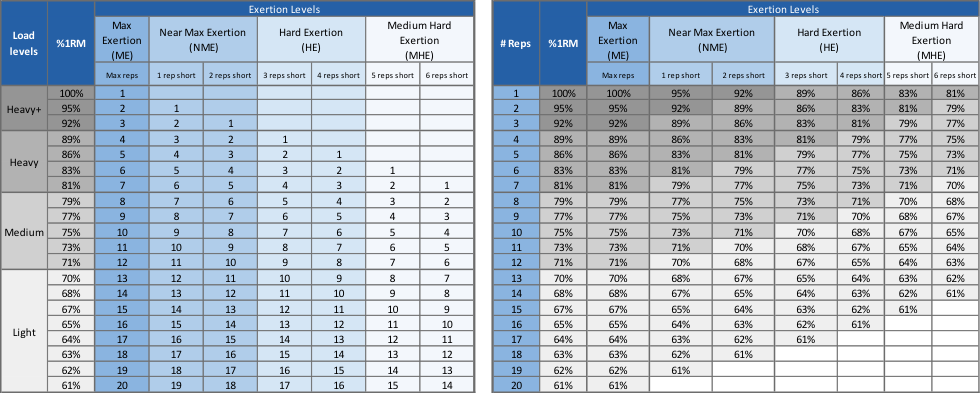 Load levels %1RM Exertion Levels
Max Exertion (ME) Near Max Exertion (NME) Hard Exertion (HE) Medium Hard Exertion (MHE)
Max reps 1 reps short 2 reps short 3 reps short 4 reps short 5 reps short 6 reps short
Heavy+
100% 1
95% 2 1
92% 3 2 1
Heavy
89% 4 3 2 1
86% 5 4 3 2 1
83% 6 5 4 3 2 1
81% 7 6 5 4 3 2 1
Medium
79% 8 7 6 5 4 3 2
77% 9 8 7 6 5 4 3
75% 10 9 8 7 6 5 4
73% 11 10 9 8 7 6 5
71% 12 11 10 9 8 7 6
Light
70% 13 12 11 10 9 8 7
68% 14 13 12 11 10 9 8
67% 15 14 13 12 11 10 9
65% 16 15 14 13 12 11 10
64% 17 16 15 14 13 12 11
63% 18 17 16 15 14 13 12
62% 19 18 17 16 15 14 13
61% 20 19 18 17 16 15 14
# Reps %1RM Exertion Levels
Max Exertion (ME) Near Max Exertion (NME) Hard Exertion (HE) Medium Hard Exertion (MHE)
Max reps 1 reps short 2 reps short 3 reps short 4 reps short 5 reps short 6 reps short
1 100% 100% 95% 92% 89% 86% 83% 81%
2 95% 95% 92% 89% 86% 83% 81% 79%
3 92% 92% 89% 86% 83% 81% 79% 77%
4 89% 89% 86% 83% 81% 79% 77% 75%
5 86% 86% 83% 81% 79% 77% 75% 73%
6 83% 83% 81% 79% 77% 75% 73% 71%
7 81% 81% 79% 77% 75% 73% 71% 70%
8 79% 79% 77% 75% 73% 71% 70% 68%
9 77% 77% 75% 73% 71% 70% 68% 67%
10 75% 75% 73% 71% 70% 68% 67% 65%
11 73% 73% 71% 70% 68% 67% 65% 64%
12 71% 71% 70% 68% 67% 65% 64% 63%
13 70% 70% 68% 67% 65% 64% 63% 62%
14 68% 68% 67% 65% 64% 63% 62% 61%
15 67% 67% 65% 64% 63% 62% 61%
16 65% 65% 64% 63% 62% 61%
17 64% 64% 63% 62% 61%
18 63% 63% 62% 61%
19 62% 62% 61%
20 61% 61%